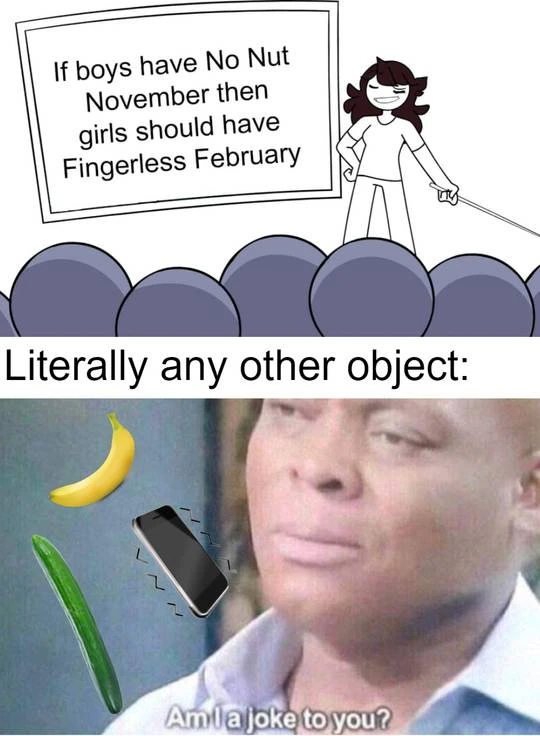 If boys have No Nut
November then
girls should have
Fingerless February
Literally any other object:
Am I a joke to you?